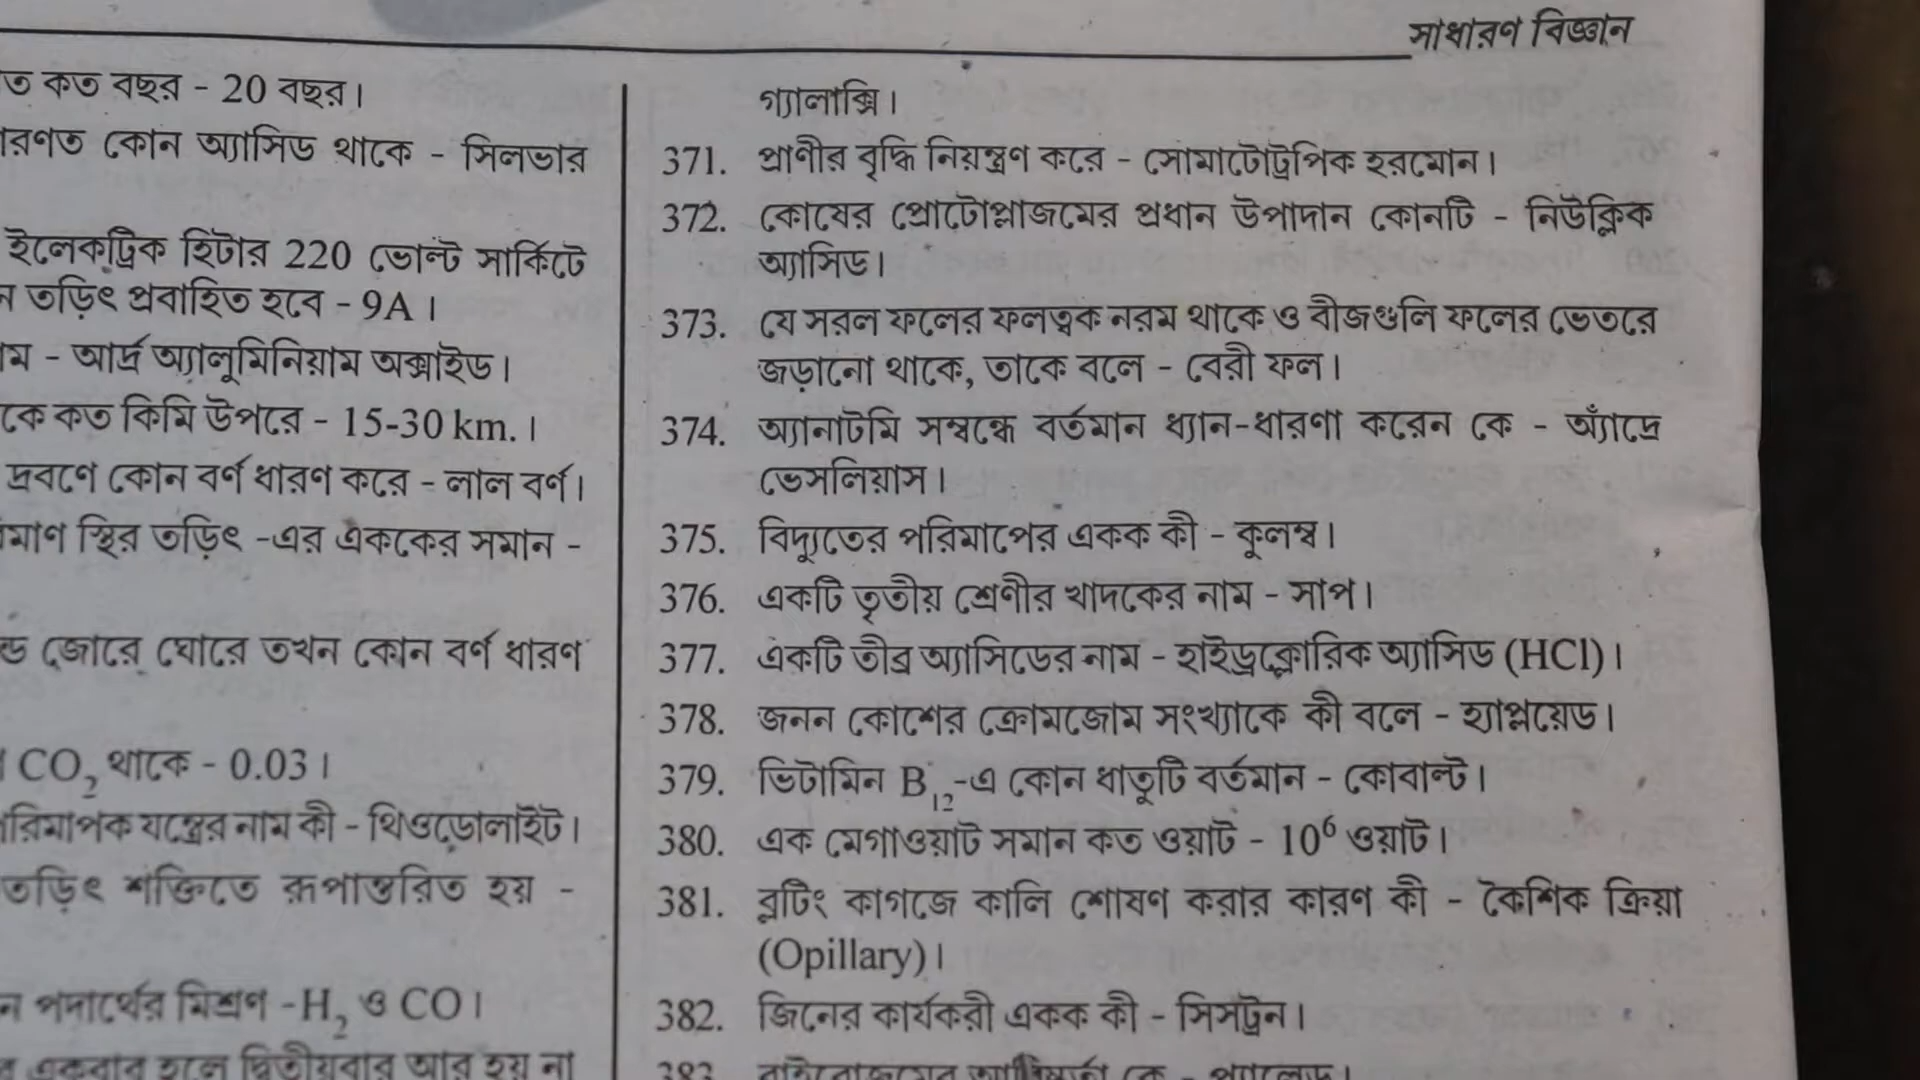 সাধারণ বিজ্ঞান
ত কত বছর - 20 বছর।
রণত কোন অ্যাসিড থাকে - সিলভার
ইলেকট্রিক হিটার 220 ভোল্ট সার্কিটে
ন তড়িৎ প্রবাহিত হবে - 9A।
ম - আর্দ্র অ্যালুমিনিয়াম অক্সাইড।
কে কত কিমি উপরে - 15-30 km.।
দ্রবণে কোন বর্ণ ধারণ করে - লাল বর্ণ।
মাণ স্থির তড়িৎ -এর এককের সমান -
ড জোরে ঘোরে তখন কোন বর্ণ ধারণ
CO₂ থাকে - 0.03।
রিমাপক যন্ত্রের নাম কী - থিওডোলাইট।
তড়িৎ শক্তিতে রূপান্তরিত হয় -
ন পদার্থের মিশ্রণ -H₂ ও CO।
একবার হলে দ্বিতীয়বার আর হয় না
গ্যালাক্সি।
371. প্রাণীর বৃদ্ধি নিয়ন্ত্রণ করে - সোমাটোট্রপিক হরমোন।
372. কোষের প্রোটোপ্লাজমের প্রধান উপাদান কোনটি - নিউক্লিক
অ্যাসিড।
373. যে সরল ফলের ফলত্বক নরম থাকে ও বীজগুলি ফলের ভেতরে
জড়ানো থাকে, তাকে বলে - বেরী ফল।
374. অ্যানাটমি সম্বন্ধে বর্তমান ধ্যান-ধারণা করেন কে - অ্যাঁদ্রে
ভেসলিয়াস।
375. বিদ্যুতের পরিমাপের একক কী - কুলম্ব।
376. একটি তৃতীয় শ্রেণীর খাদকের নাম - সাপ।
377. একটি তীব্র অ্যাসিডের নাম - হাইড্রক্লোরিক অ্যাসিড (HCl)।
378. জনন কোশের ক্রোমজোম সংখ্যাকে কী বলে - হ্যাপ্লয়েড।
379. ভিটামিন B₁₂-এ কোন ধাতুটি বর্তমান - কোবাল্ট।
380. এক মেগাওয়াট সমান কত ওয়াট - 10⁶ ওয়াট।
381. ব্লটিং কাগজে কালি শোষণ করার কারণ কী - কৈশিক ক্রিয়া
(Opillary)।
382. জিনের কার্যকরী একক কী - সিসট্রন।
383.